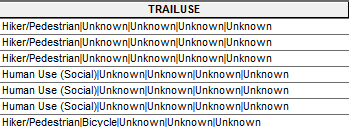 TRAILUSE
Hiker/Pedestrian|Unknown|Unknown|Unknown|Unknown
Hiker/Pedestrian|Unknown|Unknown|Unknown|Unknown
Hiker/Pedestrian|Unknown|Unknown|Unknown|Unknown
Human Use (Social)|Unknown|Unknown|Unknown|Unknown
Human Use (Social)|Unknown|Unknown|Unknown|Unknown
Human Use (Social)|Unknown|Unknown|Unknown|Unknown
Hiker/Pedestrian|Bicycle|Unknown|Unknown|Unknown